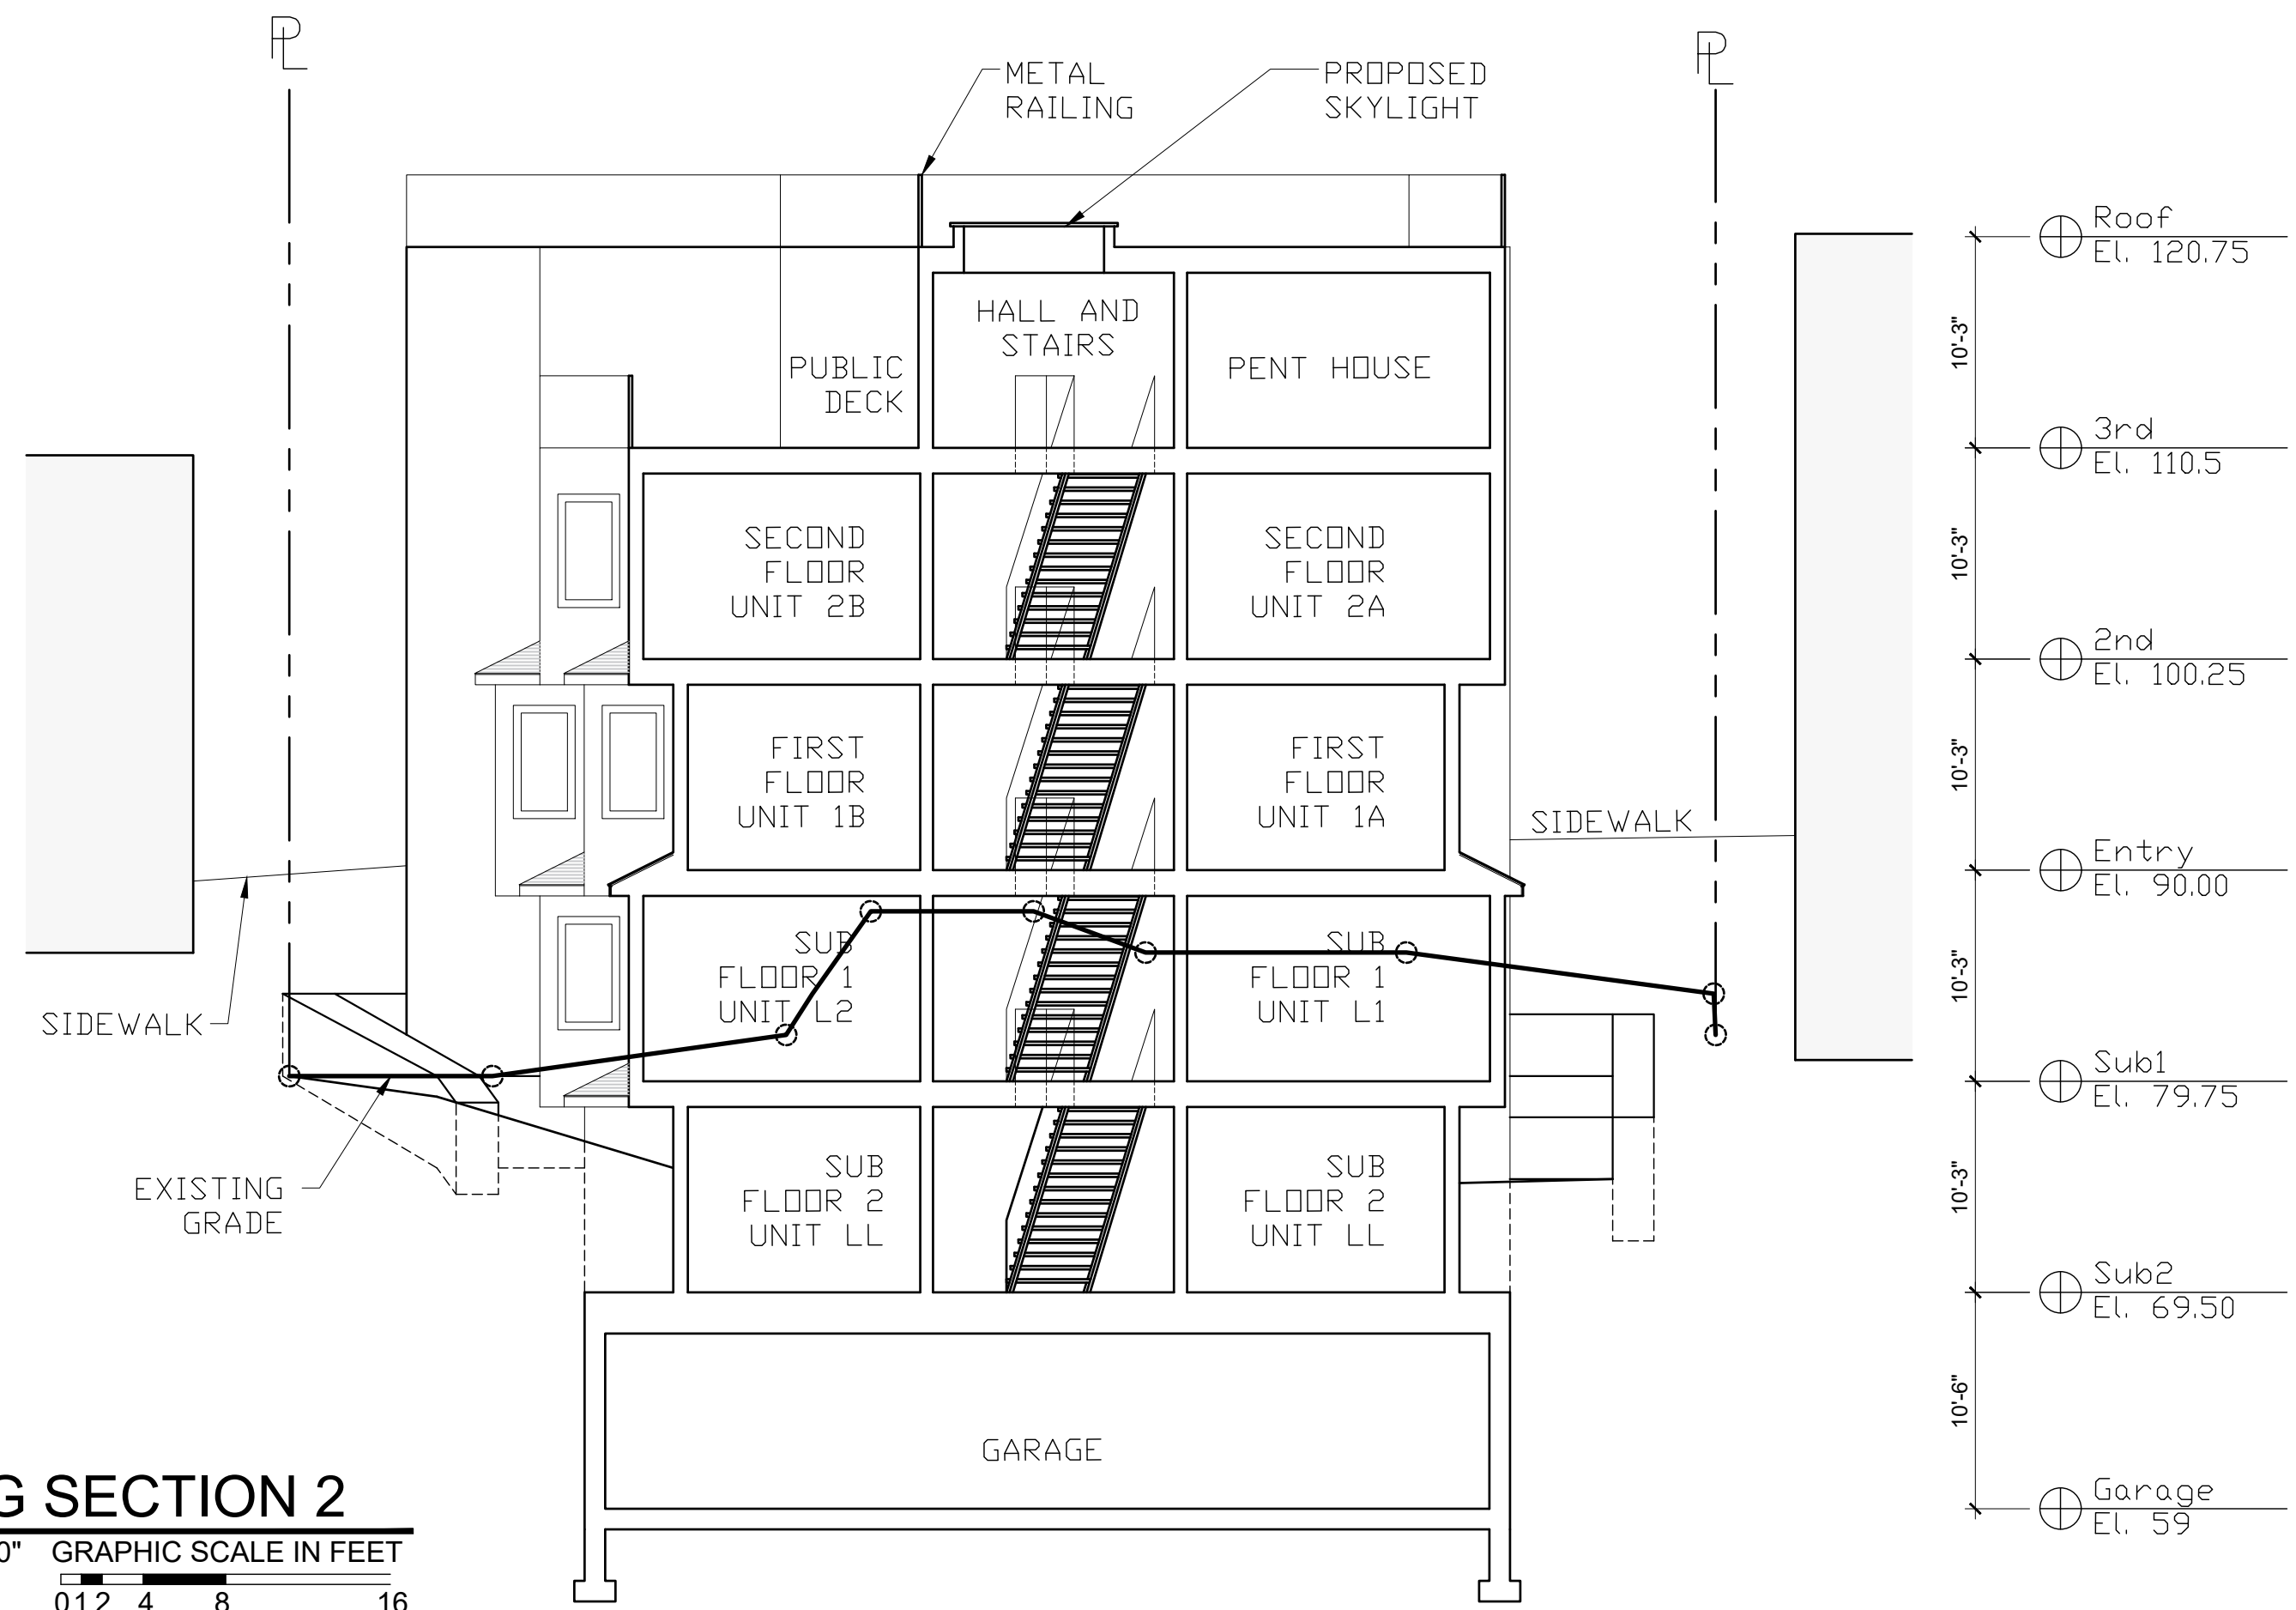 PL
PL
METAL
RAILING
PROPOSED
SKYLIGHT
Roof
El. 120.75
10'-3"
HALL AND
STAIRS
PUBLIC
DECK
PENT HOUSE
3rd
El. 110.5
10'-3"
SECOND
FLOOR
UNIT 2B
SECOND
FLOOR
UNIT 2A
2nd
El. 100.25
10'-3"
FIRST
FLOOR
UNIT 1B
FIRST
FLOOR
UNIT 1A
SIDEWALK
Entry
El. 90.00
10'-3"
SUB
FLOOR 1
UNIT L2
SUB
FLOOR 1
UNIT L1
SIDEWALK
Sub1
El. 79.75
10'-3"
EXISTING
GRADE
SUB
FLOOR 2
UNIT LL
SUB
FLOOR 2
UNIT LL
Sub2
El. 69.50
10'-6"
GARAGE
Garage
El. 59
G SECTION 2
0" GRAPHIC SCALE IN FEET
0 1 2 4 8 16